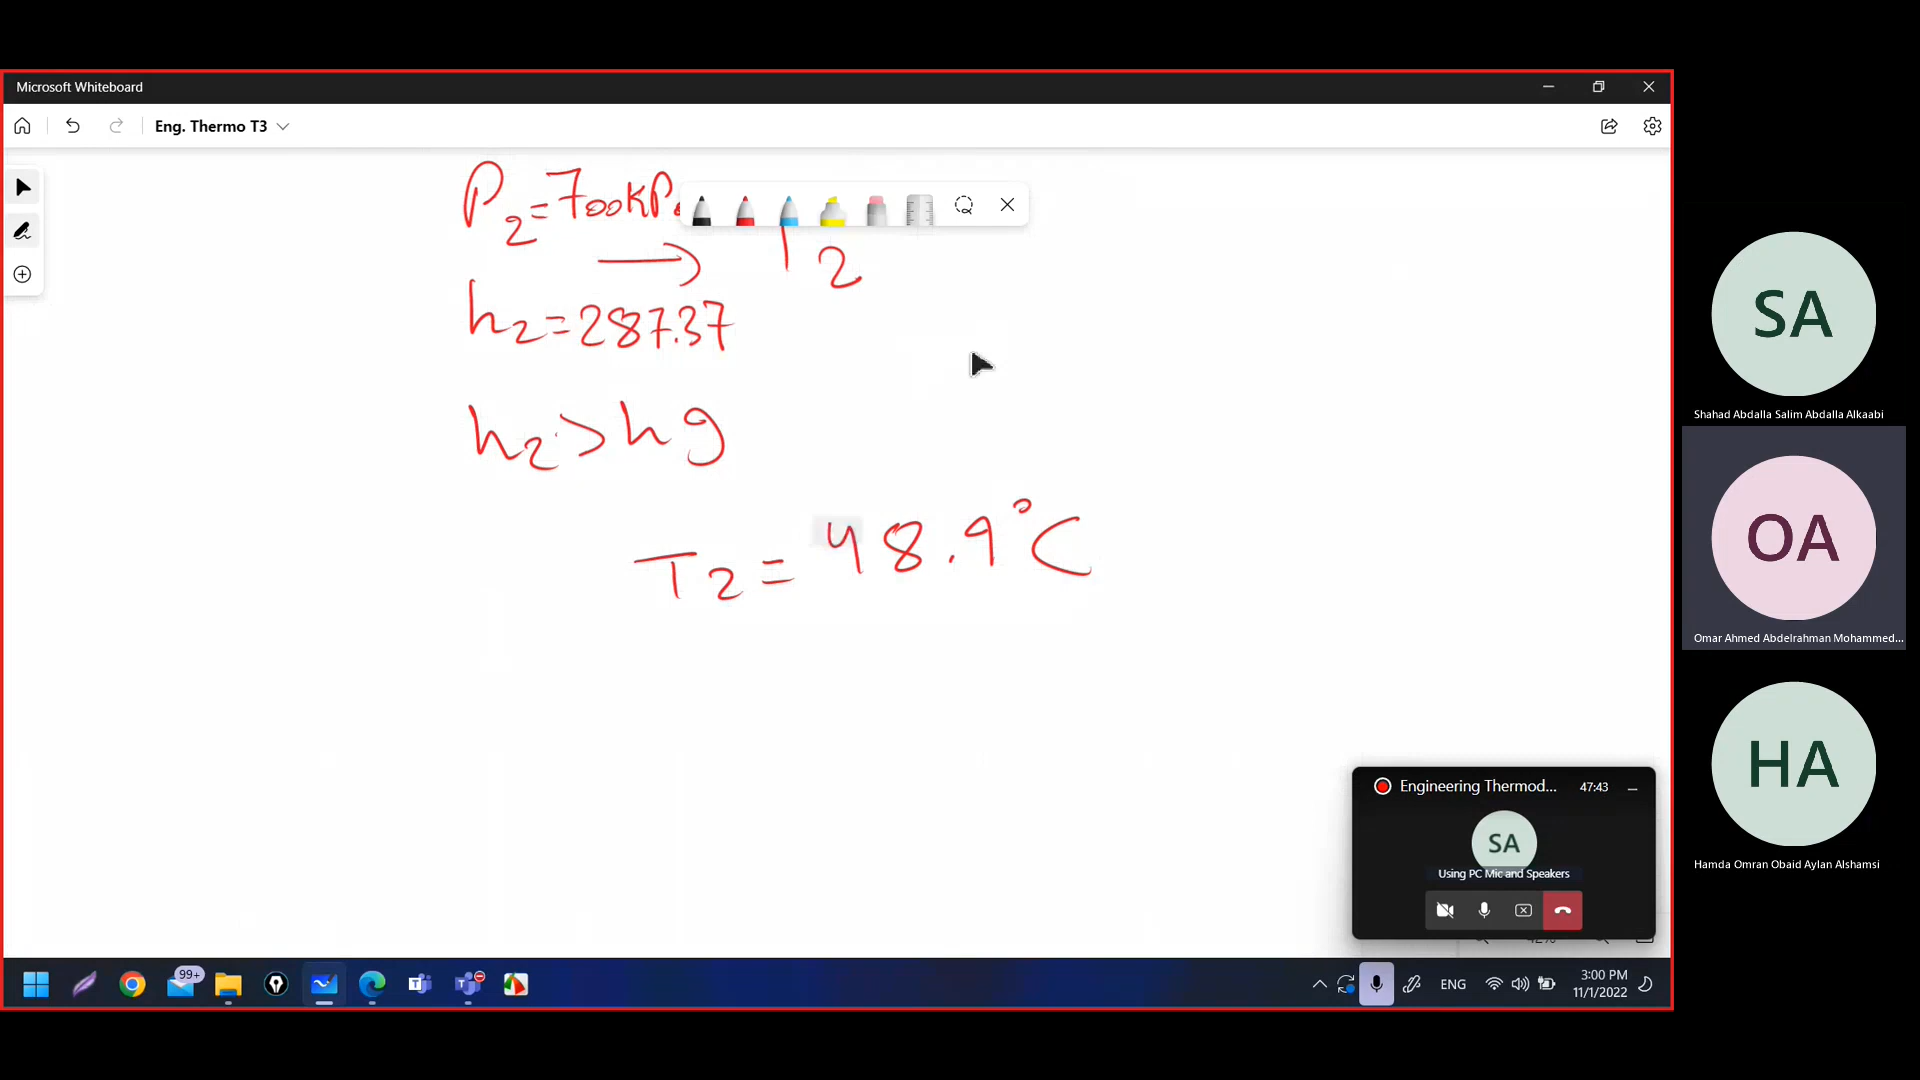 Microsoft Whiteboard
Eng. Thermo T3
P2=700kPa
T2
h2=287.37
h2>hg
T2=48.9°C
SA
Shahad Abdalla Salim Abdalla Alkaabi
OA
Omar Ahmed Abdelrahman Mohammed...
HA
Hamda Omran Obaid Aylan Alshamsi
Engineering Thermod... 47:43
SA
Using PC Mic and Speakers
42%
99+
ENG
3:00 PM
11/1/2022